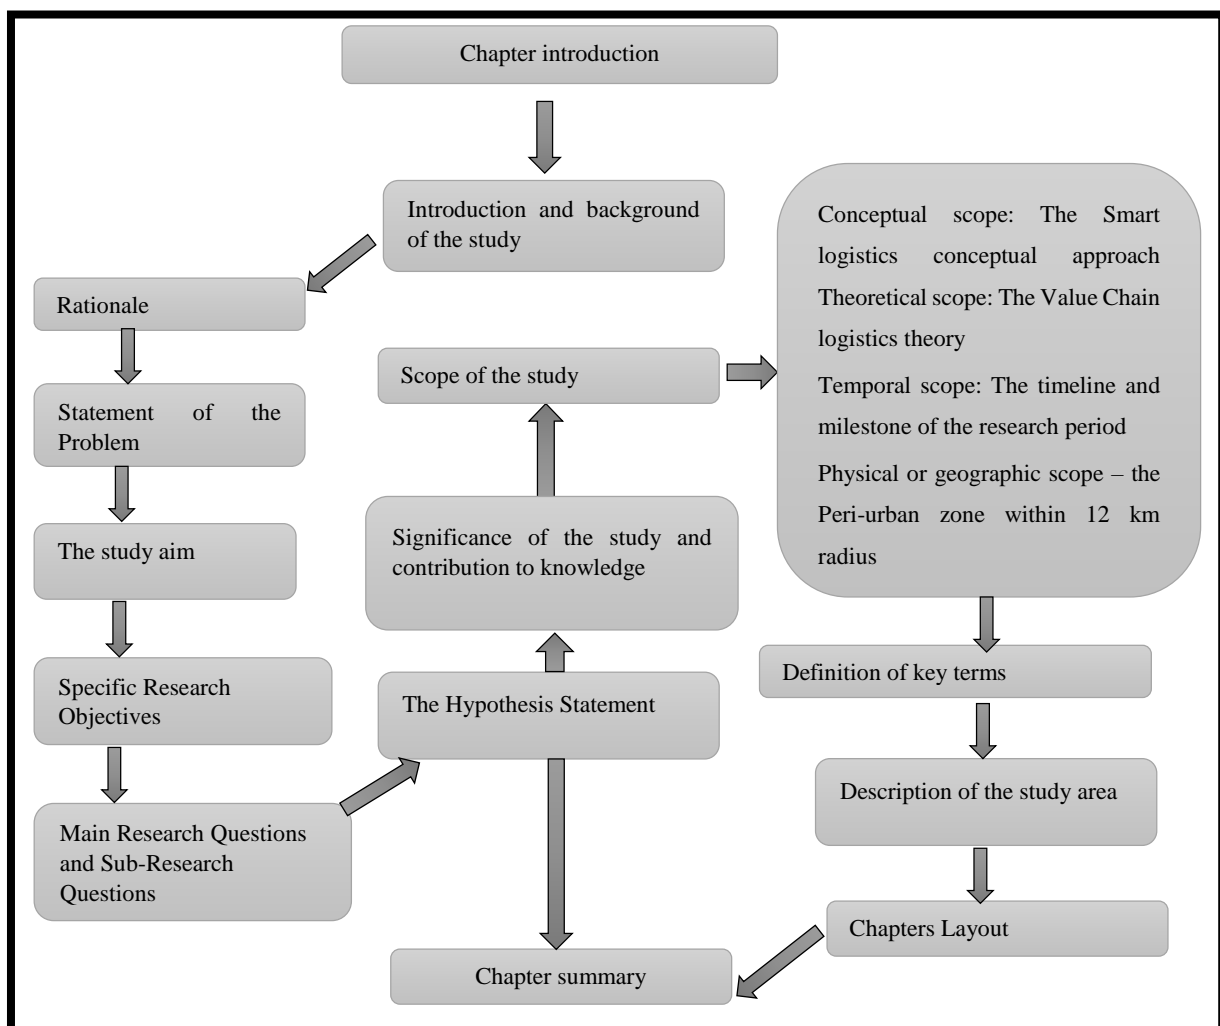 Chapter introduction
Introduction and background
of the study
Rationale
Statement of the
Problem
The study aim
Specific Research
Objectives
Main Research Questions
and Sub-Research
Questions
The Hypothesis Statement
Significance of the study and
contribution to knowledge
Scope of the study
Conceptual scope: The Smart
logistics conceptual approach
Theoretical scope: The Value Chain
logistics theory
Temporal scope: The timeline and
milestone of the research period
Physical or geographic scope – the
Peri-urban zone within 12 km
radius
Definition of key terms
Description of the study area
Chapters Layout
Chapter summary